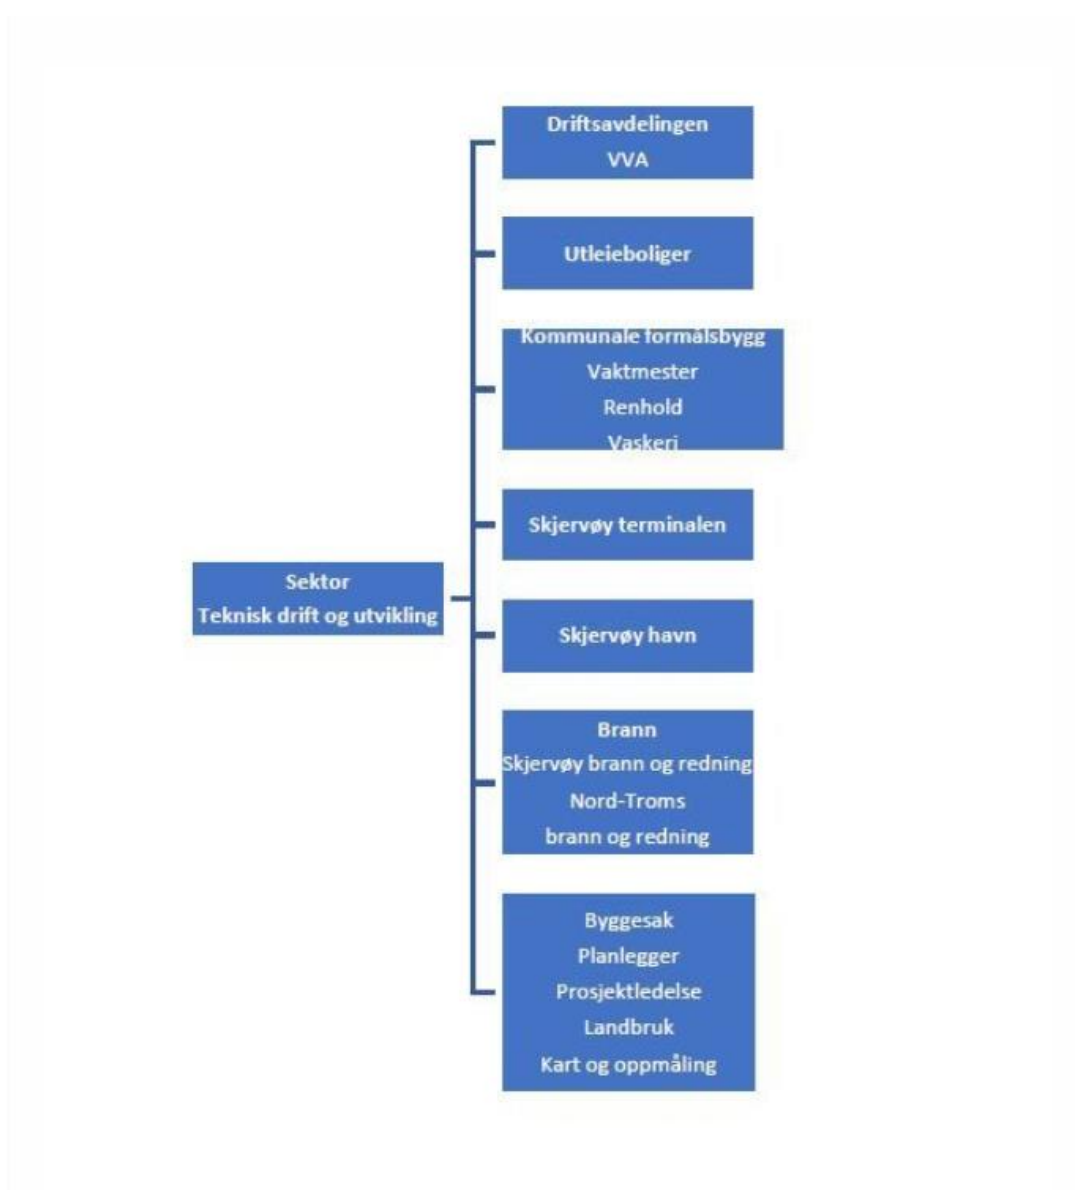 Driftsavdelingen
VVA
Utleieboliger
Kommunale formålsbygg
Vaktmester
Renhold
Vaskeri
Skjervøy terminalen
Sektor
Teknisk drift og utvikling
Skjervøy havn
Brann
Skjervøy brann og redning
Nord-Troms
brann og redning
Byggesak
Planlegger
Prosjektledelse
Landbruk
Kart og oppmåling